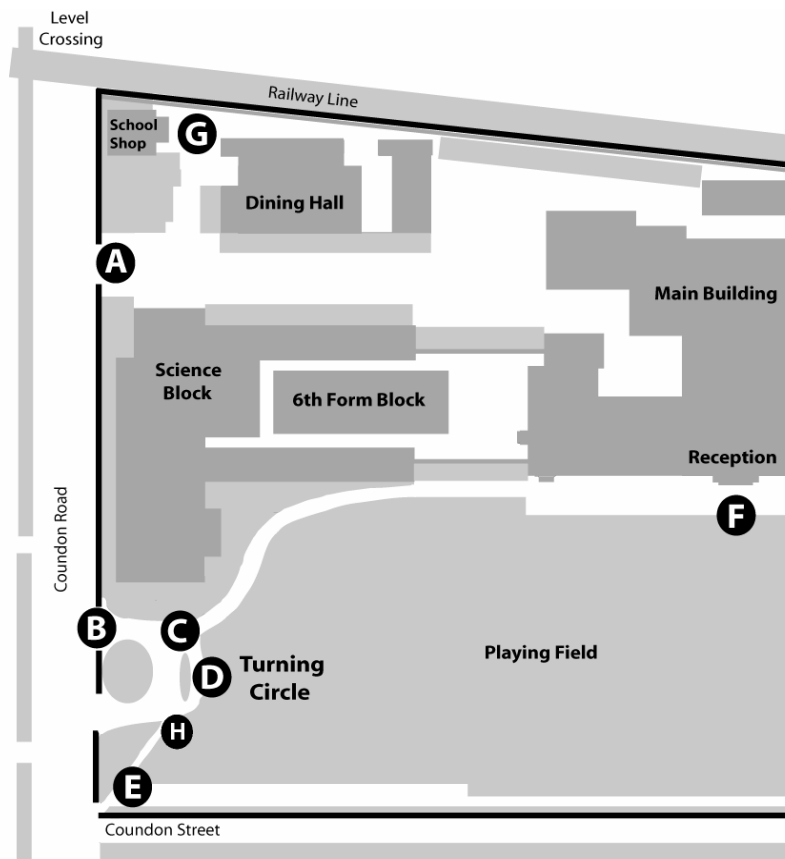 Level
Crossing
Railway Line
School
Shop
G
Dining Hall
A
Main Building
Science
Block
6th Form Block
Reception
F
Coundon Road
B
C
Playing Field
Turning
Circle
D
H
E
Coundon Street